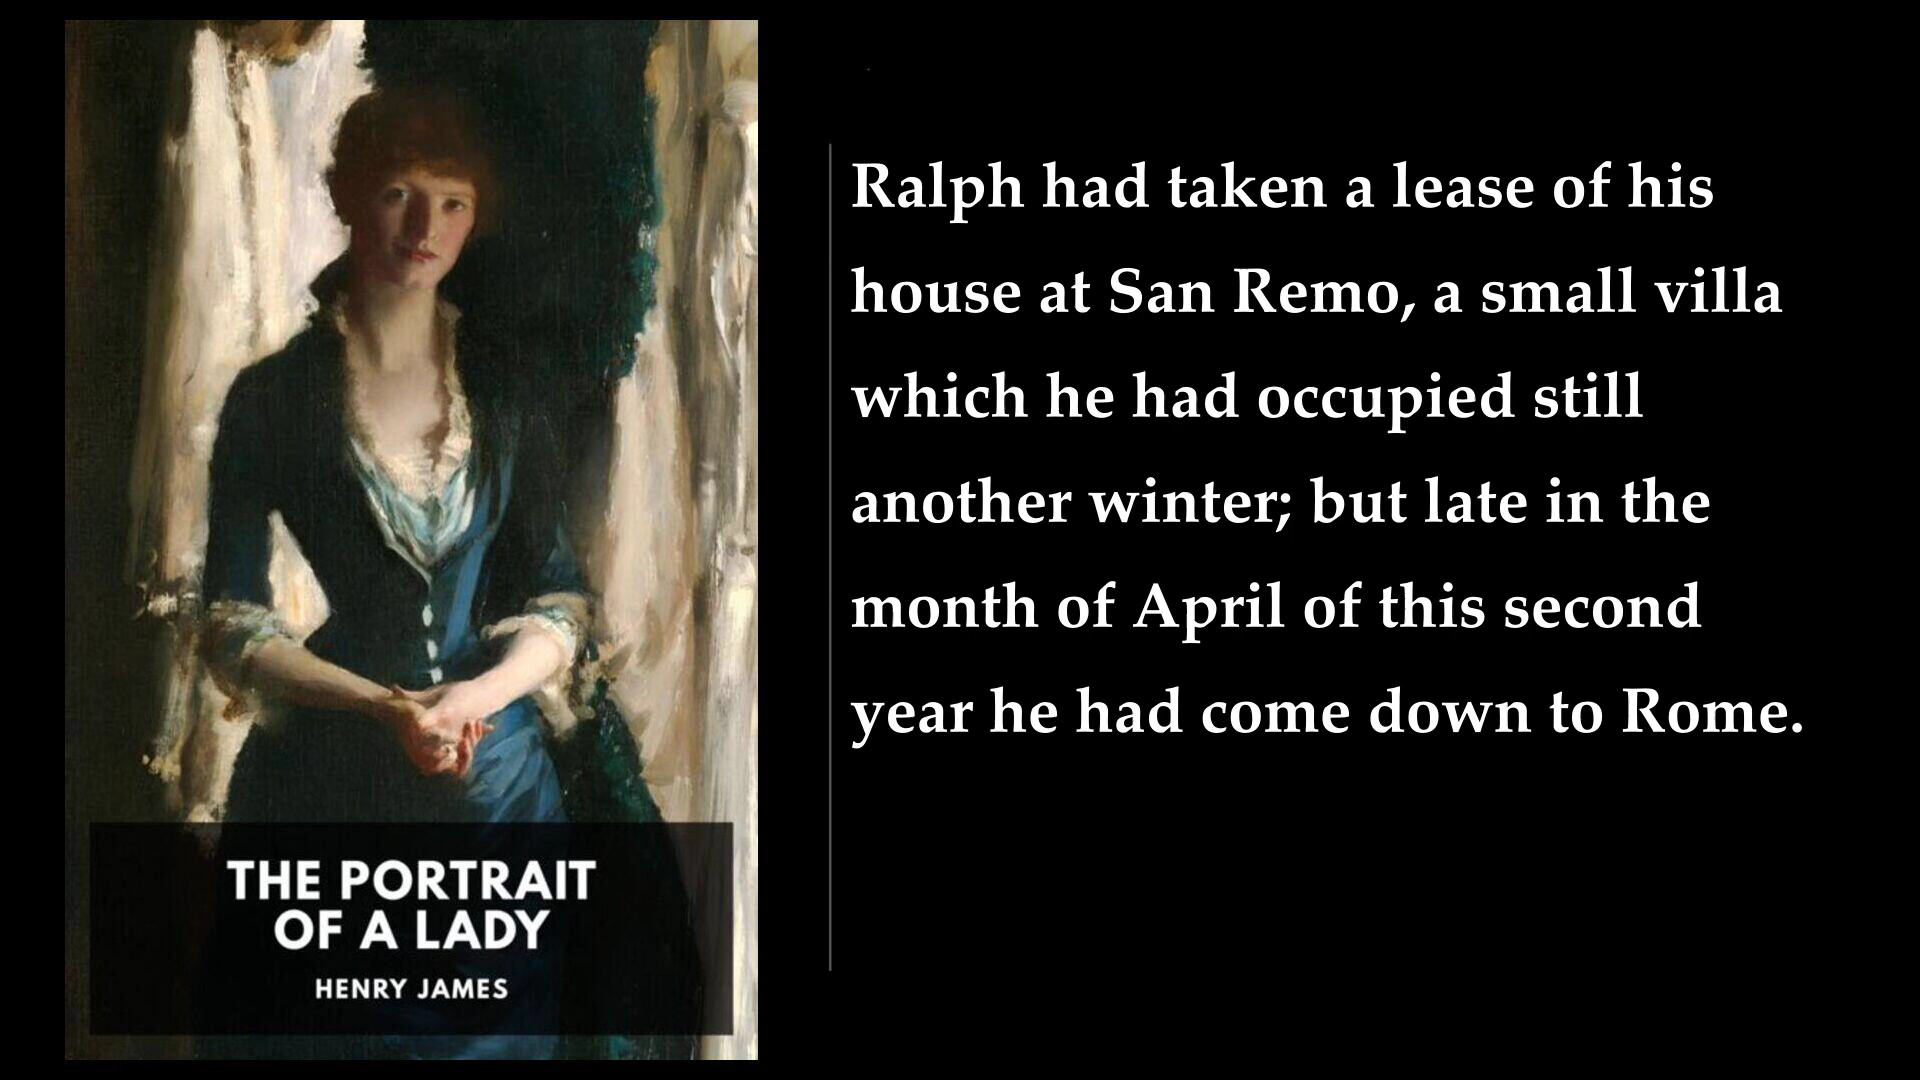 Ralph had taken a lease of his
house at San Remo, a small villa
which he had occupied still
another winter; but late in the
month of April of this second
year he had come down to Rome.
THE PORTRAIT
OF A LADY
HENRY JAMES